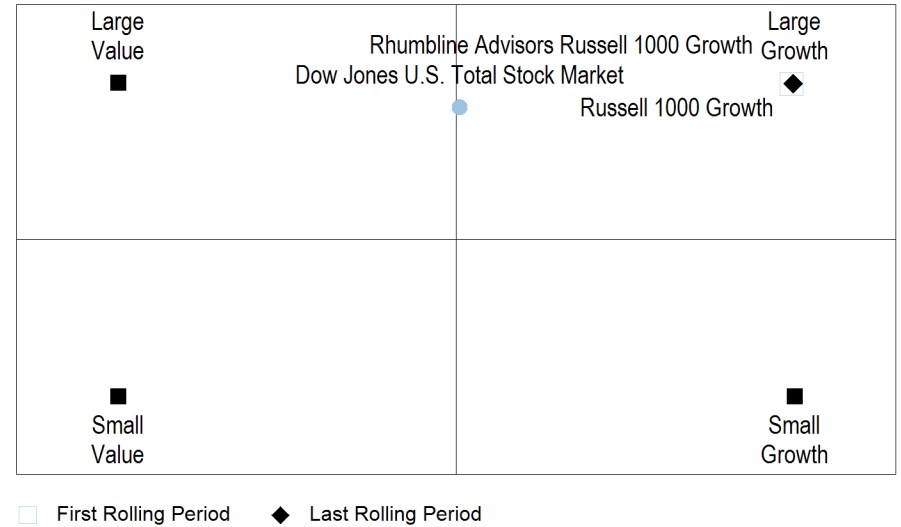 Large
Value
Large
Growth
Rhumbline Advisors Russell 1000 Growth
Dow Jones U.S. Total Stock Market
Russell 1000 Growth
Small
Value
Small
Growth
First Rolling Period
Last Rolling Period